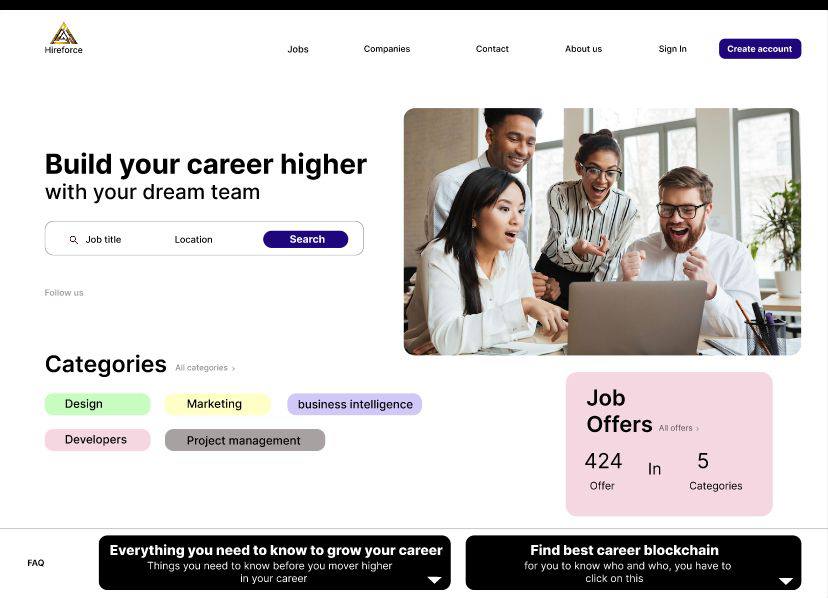 Hireforce
Jobs
Companies
Contact
About us
Sign In
Create account
Build your career higher
with your dream team
Job title
Location
Search
Follow us
Categories
All categories >
Design
Marketing
business intelligence
Developers
Project management
Job
Offers All offers >
424 In 5
Offer
Categories
FAQ
Everything you need to know to grow your career
Things you need to know before you mover higher
in your career
Find best career blockchain
for you to know who and who, you have to
click on this